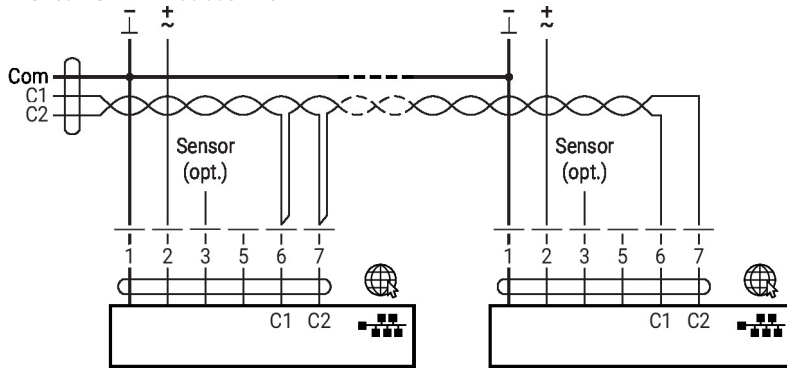 − +
⊥ ~
− +
⊥ ~
Com
C1
C2
Sensor
(opt.)
Sensor
(opt.)
1 2 3 5 6 7
1 2 3 5 6 7
C1 C2
C1 C2